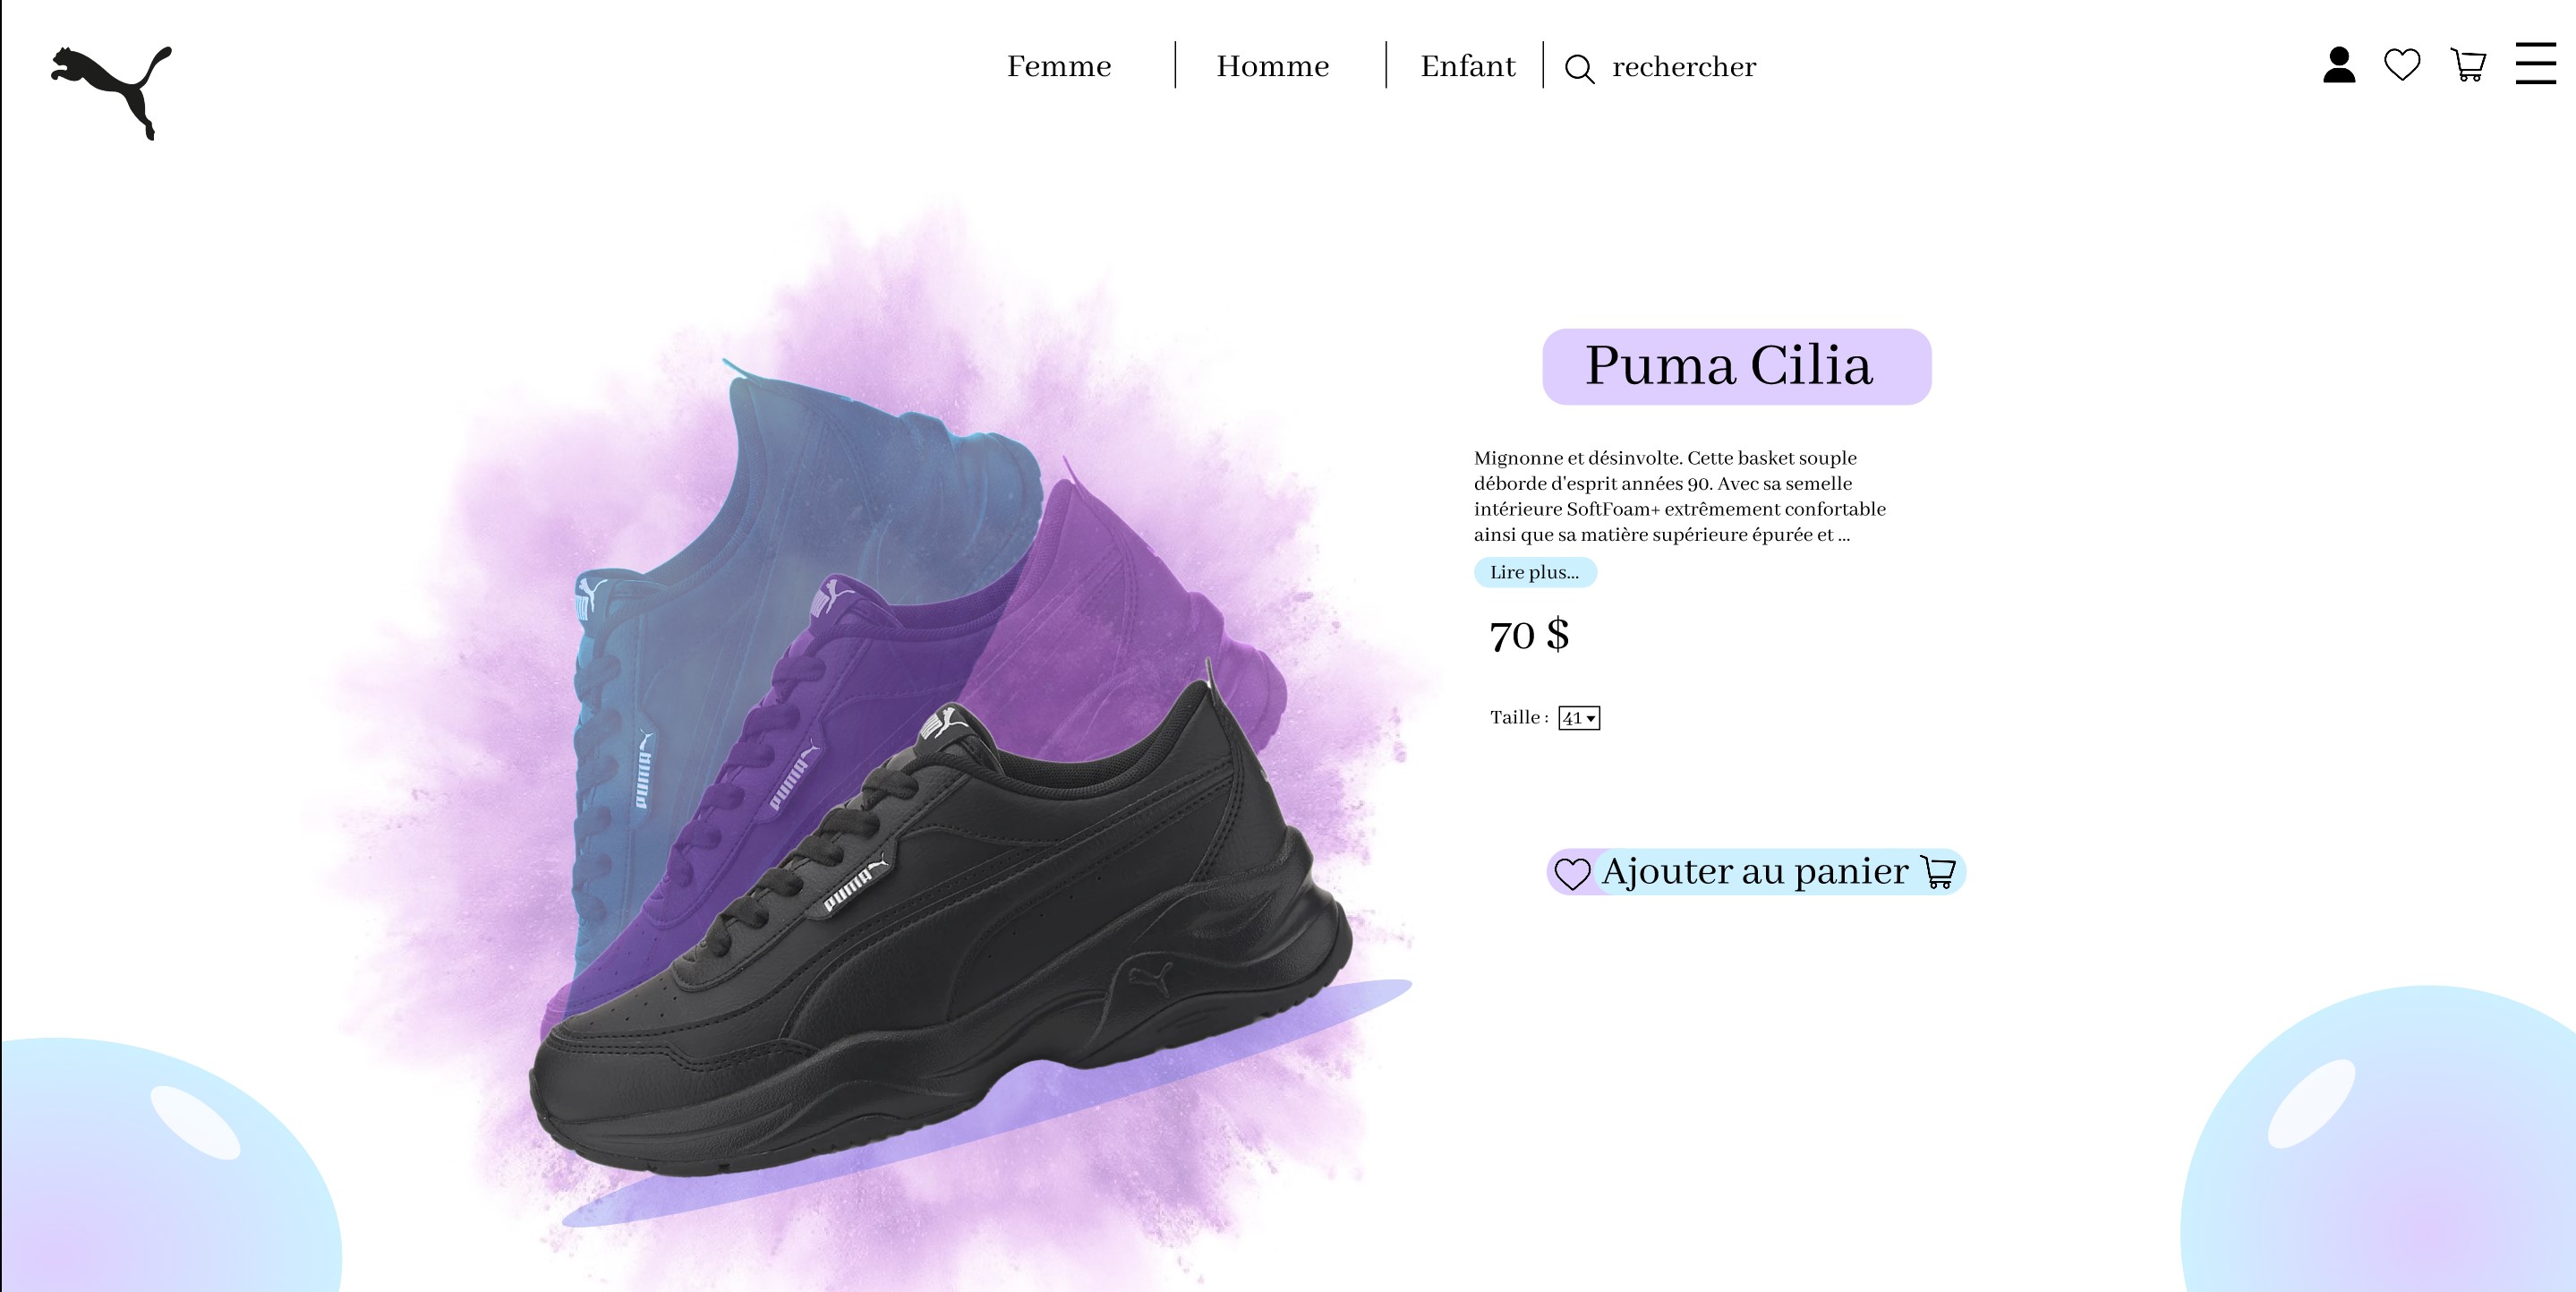 Femme
Homme
Enfant
rechercher
Puma Cilia
Mignonne et désinvolte. Cette basket souple
déborde d'esprit années 90. Avec sa semelle
intérieure SoftFoam+ extrêmement confortable
ainsi que sa matière supérieure épurée et ...
Lire plus...
70 $
Taille : 41
Ajouter au panier
PUMA
PUMA
PUMA